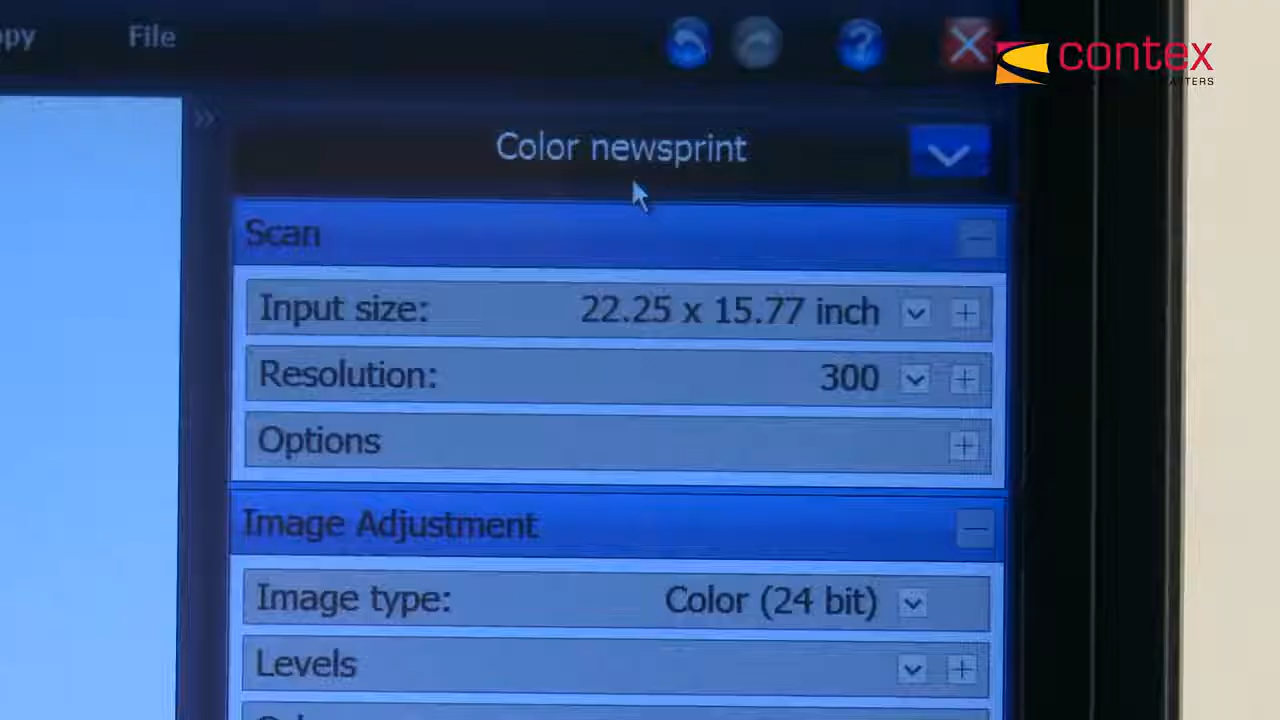 File
contex
Color newsprint
Scan
Input size: 22.25 x 15.77 inch
Resolution: 300
Options
Image Adjustment
Image type: Color (24 bit)
Levels